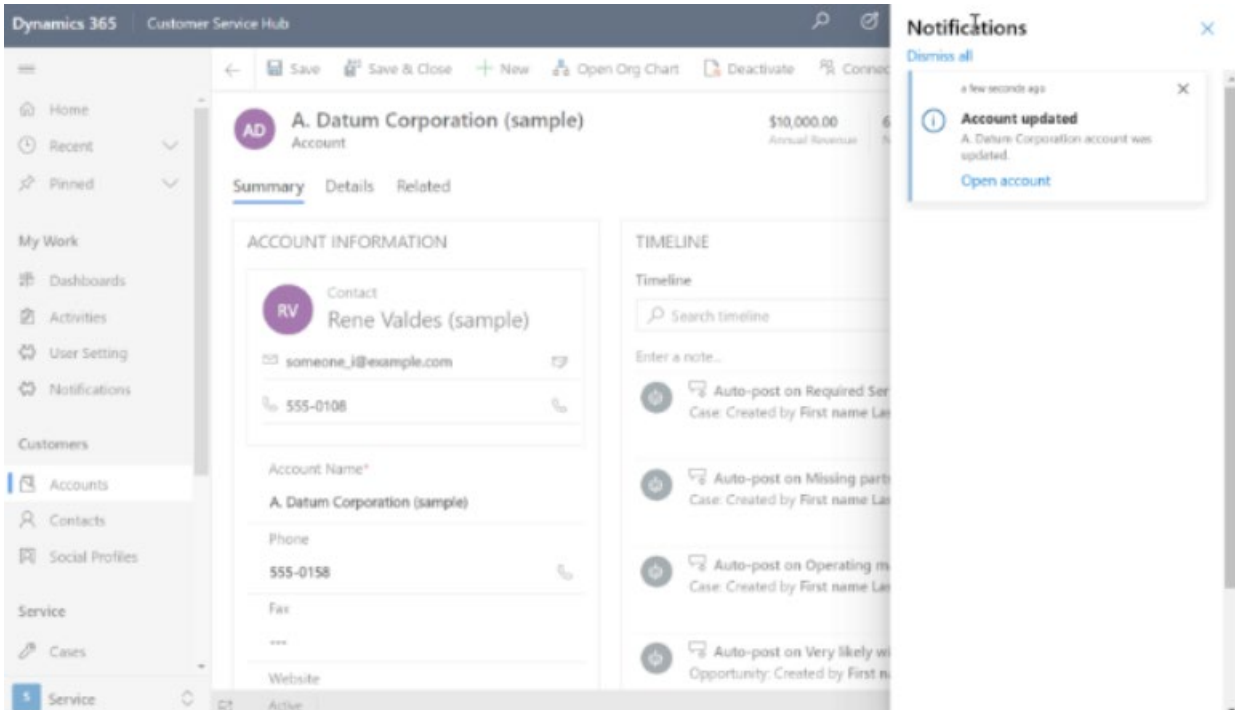 Dynamics 365 Customer Service Hub
Save Save & Close + New Open Org Chart Deactivate Connec
Home
Recent
Pinned
My Work
Dashboards
Activities
User Setting
Notifications
Customers
Accounts
Contacts
Social Profiles
Service
Cases
S Service
AD A. Datum Corporation (sample)
Account
$10,000.00
Annual Revenue
Summary Details Related
ACCOUNT INFORMATION
Contact
RV Rene Valdes (sample)
someone_i@example.com
555-0108
Account Name*
A. Datum Corporation (sample)
Phone
555-0158
Fax
---
Website
Active
TIMELINE
Timeline
Search timeline
Enter a note...
Auto-post on Required Ser
Case: Created by First name Las
Auto-post on Missing parts
Case: Created by First name Las
Auto-post on Operating m
Case: Created by First name Las
Auto-post on Very likely wi
Opportunity: Created by First n
Notifications
Dismiss all
a few seconds ago
Account updated
A. Datum Corporation account was
updated.
Open account